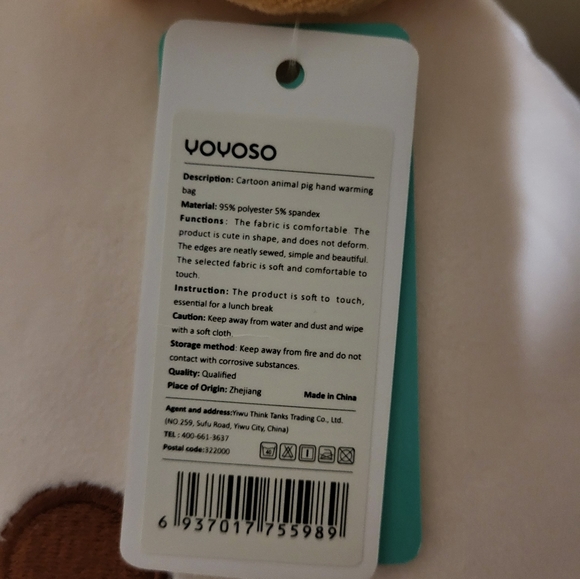 YOYOSO
Description: Cartoon animal pig hand warming
bag
Material: 95% polyester 5% spandex
Functions: The fabric is comfortable The
product is cute in shape, and does not deform.
The edges are neatly sewed, simple and beautiful.
The selected fabric is soft and comfortable to
touch.
Instruction: The product is soft to touch,
essential for a lunch break
Caution: Keep away from water and dust and wipe
with a soft cloth
Storage method: Keep away from fire and do not
contact with corrosive substances.
Quality: Qualified
Place of Origin: Zhejiang Made in China
Agent and address:Yiwu Think Tanks Trading Co., Ltd.
(NO.259, Sufu Road, Yiwu City, China)
TEL : 400-661-3637
Postal code:322000
6 937017 755989